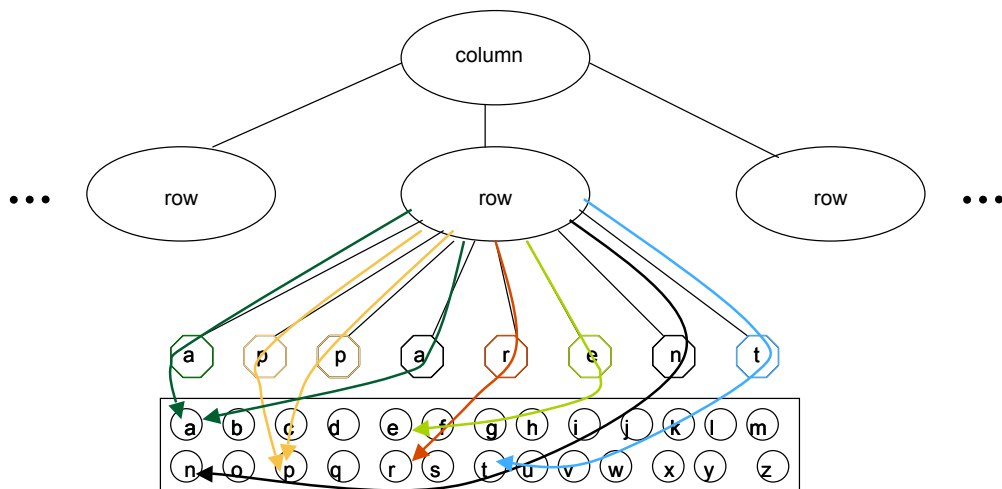 column
••• row row row •••
a p p a r e n t
a b c d e f g h i j k l m
n o p q r s t u v w x y z